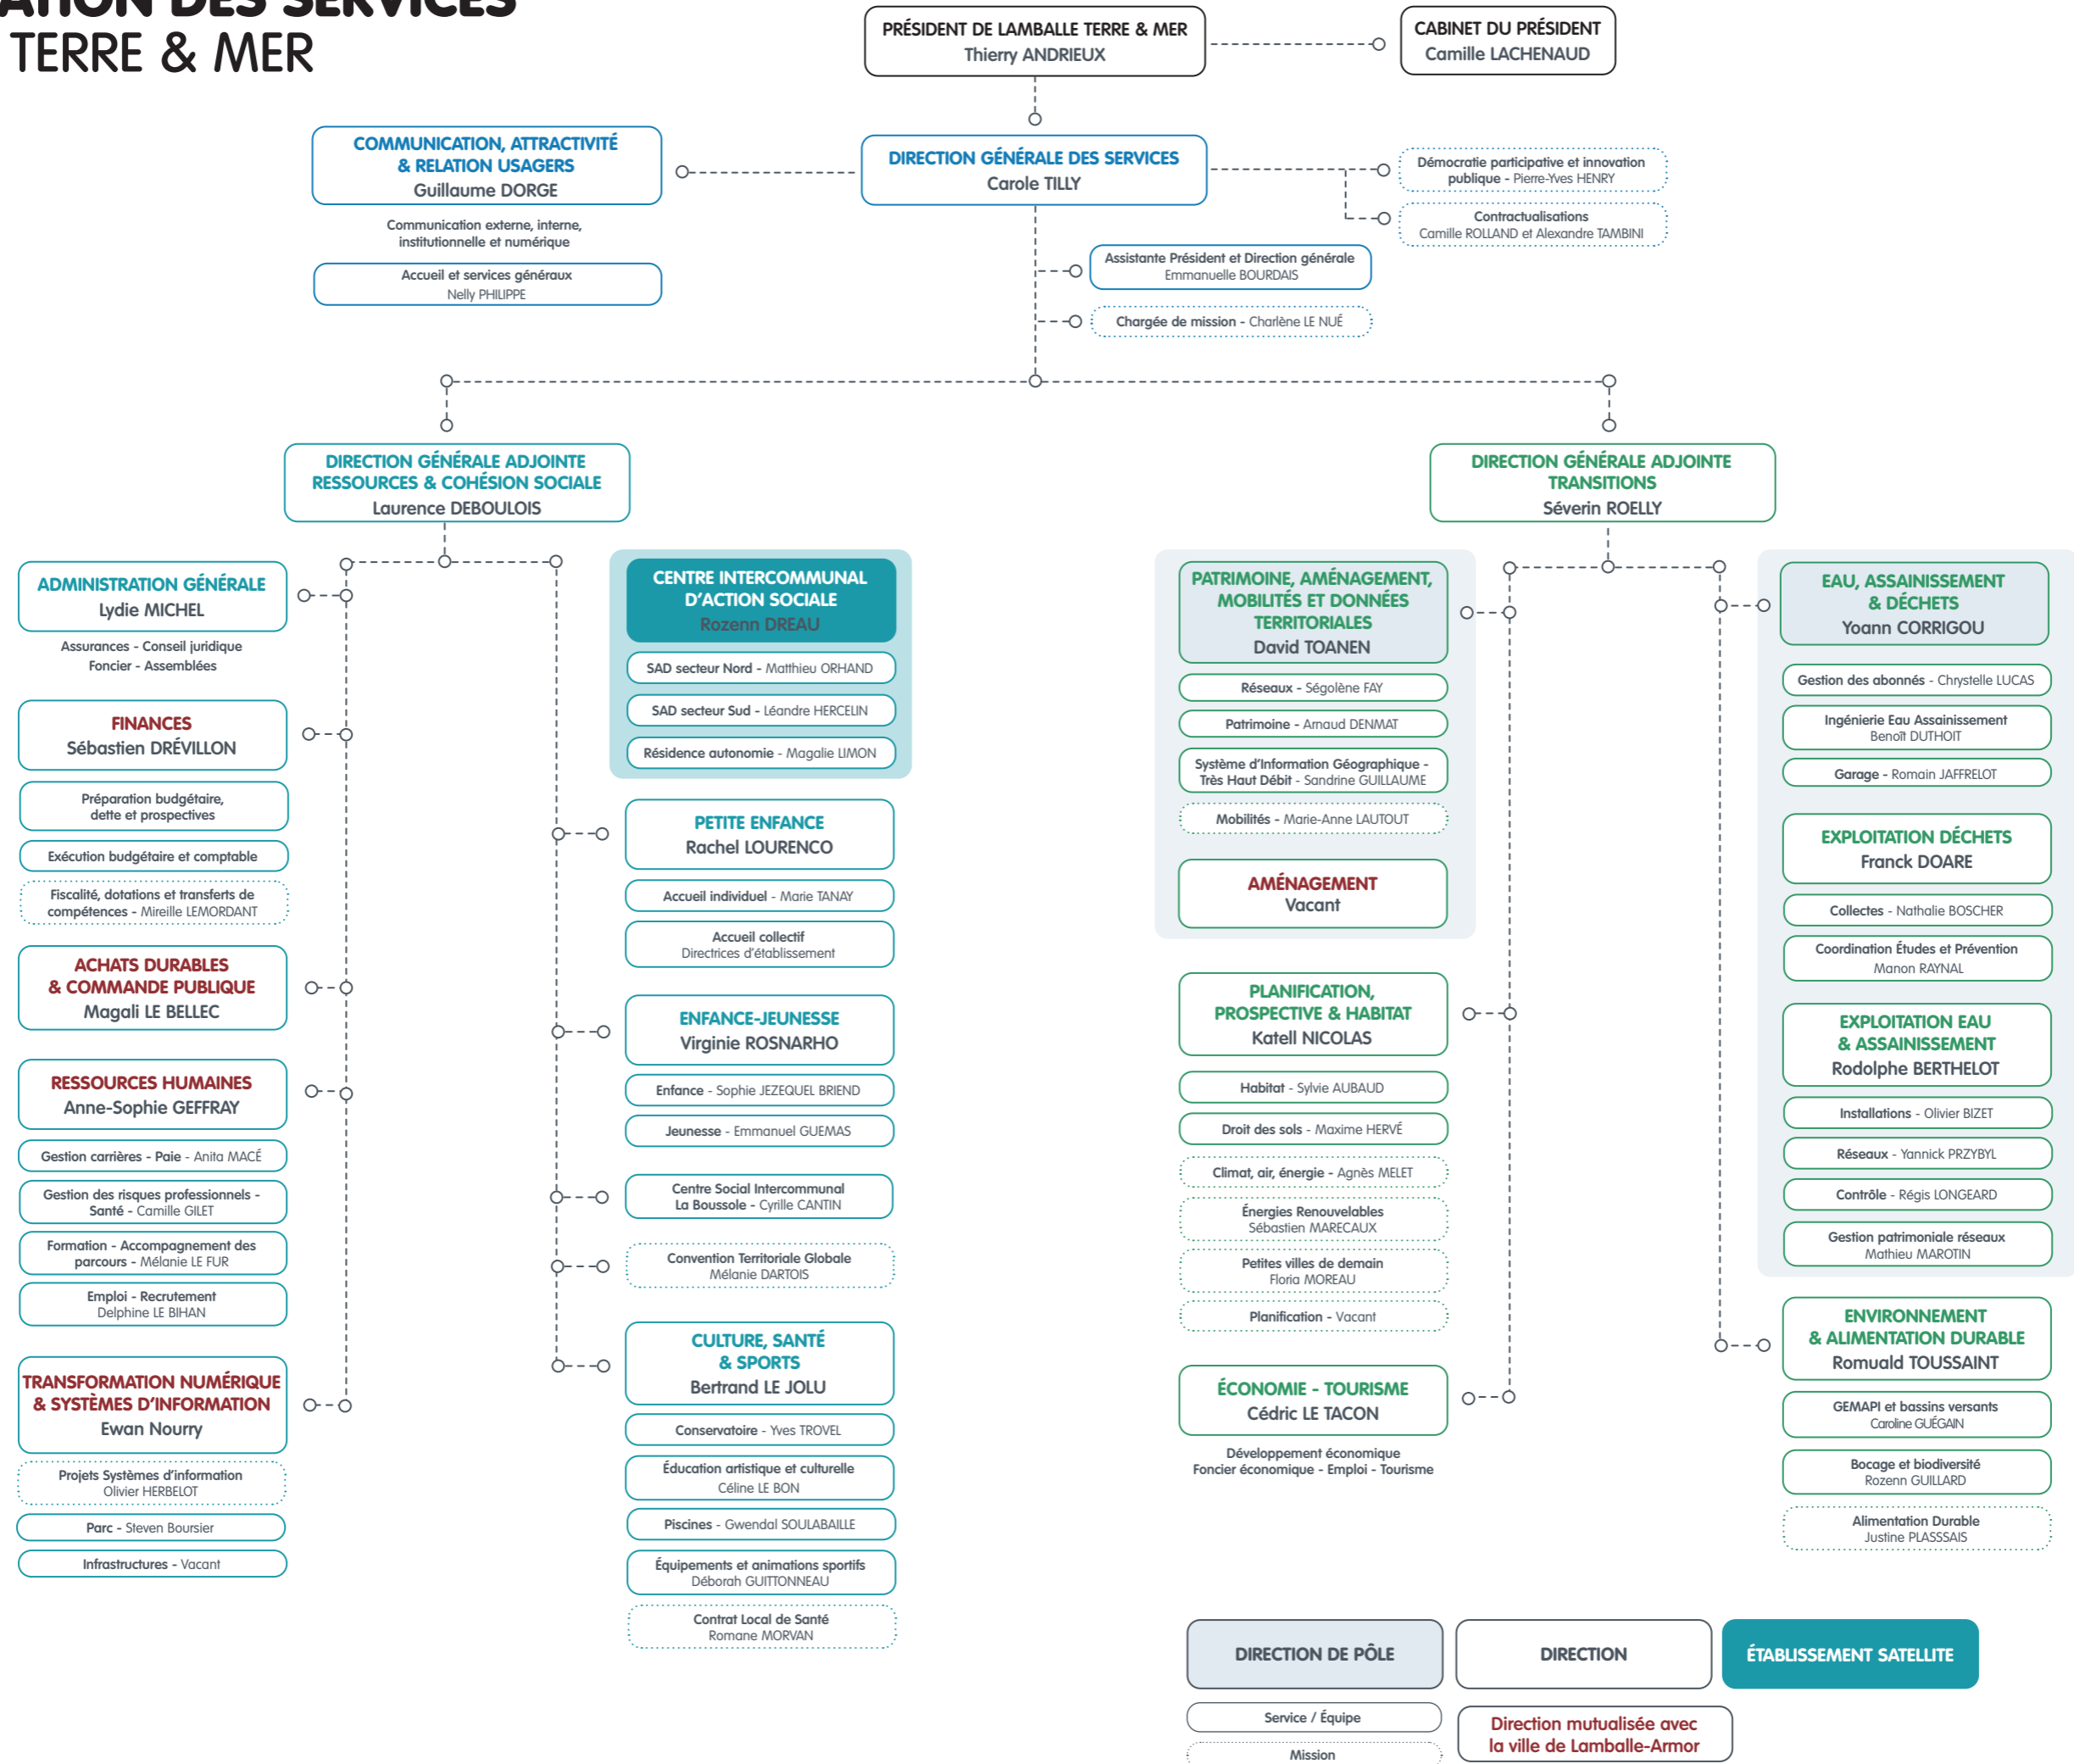 ATION DES SERVICES
TERRE & MER
PRÉSIDENT DE LAMBALLE TERRE & MER
Thierry ANDRIEUX
CABINET DU PRÉSIDENT
Camille LACHENAUD
COMMUNICATION, ATTRACTIVITÉ
& RELATION USAGERS
Guillaume DORGE
Communication externe, interne,
institutionnelle et numérique
Accueil et services généraux
Nelly PHILIPPE
DIRECTION GÉNÉRALE DES SERVICES
Carole TILLY
Démocratie participative et innovation
publique - Pierre-Yves HENRY
Contractualisations
Camille ROLLAND et Alexandre TAMBINI
Assistante Président et Direction générale
Emmanuelle BOURDAIS
Chargée de mission - Charlène LE NUÉ
DIRECTION GÉNÉRALE ADJOINTE
RESSOURCES & COHÉSION SOCIALE
Laurence DEBOULOIS
ADMINISTRATION GÉNÉRALE
Lydie MICHEL
Assurances - Conseil juridique
Foncier - Assemblées
FINANCES
Sébastien DRÉVILLON
Préparation budgétaire,
dette et prospectives
Exécution budgétaire et comptable
Fiscalité, dotations et transferts de
compétences - Mireille LEMORDANT
ACHATS DURABLES
& COMMANDE PUBLIQUE
Magali LE BELLEC
RESSOURCES HUMAINES
Anne-Sophie GEFFRAY
Gestion carrières - Paie - Anita MACÉ
Gestion des risques professionnels -
Santé - Camille GILET
Formation - Accompagnement des
parcours - Mélanie LE FUR
Emploi - Recrutement
Delphine LE BIHAN
TRANSFORMATION NUMÉRIQUE
& SYSTÈMES D'INFORMATION
Ewan Nourry
Projets Systèmes d'information
Olivier HERBELOT
Parc - Steven Boursier
Infrastructures - Vacant
CENTRE INTERCOMMUNAL
D'ACTION SOCIALE
Rozenn DREAU
SAD secteur Nord - Matthieu ORHAND
SAD secteur Sud - Léandre HERCELIN
Résidence autonomie - Magalie LIMON
PETITE ENFANCE
Rachel LOURENCO
Accueil individuel - Marie TANAY
Accueil collectif
Directrices d'établissement
ENFANCE-JEUNESSE
Virginie ROSNARHO
Enfance - Sophie JEZEQUEL BRIEND
Jeunesse - Emmanuel GUEMAS
Centre Social Intercommunal
La Boussole - Cyrille CANTIN
Convention Territoriale Globale
Mélanie DARTOIS
CULTURE, SANTÉ
& SPORTS
Bertrand LE JOLU
Conservatoire - Yves TROVEL
Éducation artistique et culturelle
Céline LE BON
Piscines - Gwendal SOULABAILLE
Équipements et animations sportifs
Déborah GUITTONNEAU
Contrat Local de Santé
Romane MORVAN
DIRECTION GÉNÉRALE ADJOINTE
TRANSITIONS
Séverin ROELLY
PATRIMOINE, AMÉNAGEMENT,
MOBILITÉS ET DONNÉES
TERRITORIALES
David TOANEN
Réseaux - Ségolène FAY
Patrimoine - Arnaud DENMAT
Système d'Information Géographique -
Très Haut Débit - Sandrine GUILLAUME
Mobilités - Marie-Anne LAUTOUT
AMÉNAGEMENT
Vacant
PLANIFICATION,
PROSPECTIVE & HABITAT
Katell NICOLAS
Habitat - Sylvie AUBAUD
Droit des sols - Maxime HERVÉ
Climat, air, énergie - Agnès MELET
Énergies Renouvelables
Sébastien MARECAUX
Petites villes de demain
Floria MOREAU
Planification - Vacant
ÉCONOMIE - TOURISME
Cédric LE TACON
Développement économique
Foncier économique - Emploi - Tourisme
EAU, ASSAINISSEMENT
& DÉCHETS
Yoann CORRIGOU
Gestion des abonnés - Chrystelle LUCAS
Ingénierie Eau Assainissement
Benoît DUTHOIT
Garage - Romain JAFFRELOT
EXPLOITATION DÉCHETS
Franck DOARE
Collectes - Nathalie BOSCHER
Coordination Études et Prévention
Manon RAYNAL
EXPLOITATION EAU
& ASSAINISSEMENT
Rodolphe BERTHELOT
Installations - Olivier BIZET
Réseaux - Yannick PRZYBYL
Contrôle - Régis LONGEARD
Gestion patrimoniale réseaux
Mathieu MAROTIN
ENVIRONNEMENT
& ALIMENTATION DURABLE
Romuald TOUSSAINT
GEMAPI et bassins versants
Caroline GUÉGAIN
Bocage et biodiversité
Rozenn GUILLARD
Alimentation Durable
Justine PLASSSAIS
DIRECTION DE PÔLE
DIRECTION
ÉTABLISSEMENT SATELLITE
Service / Équipe
Mission
Direction mutualisée avec
la ville de Lamballe-Armor